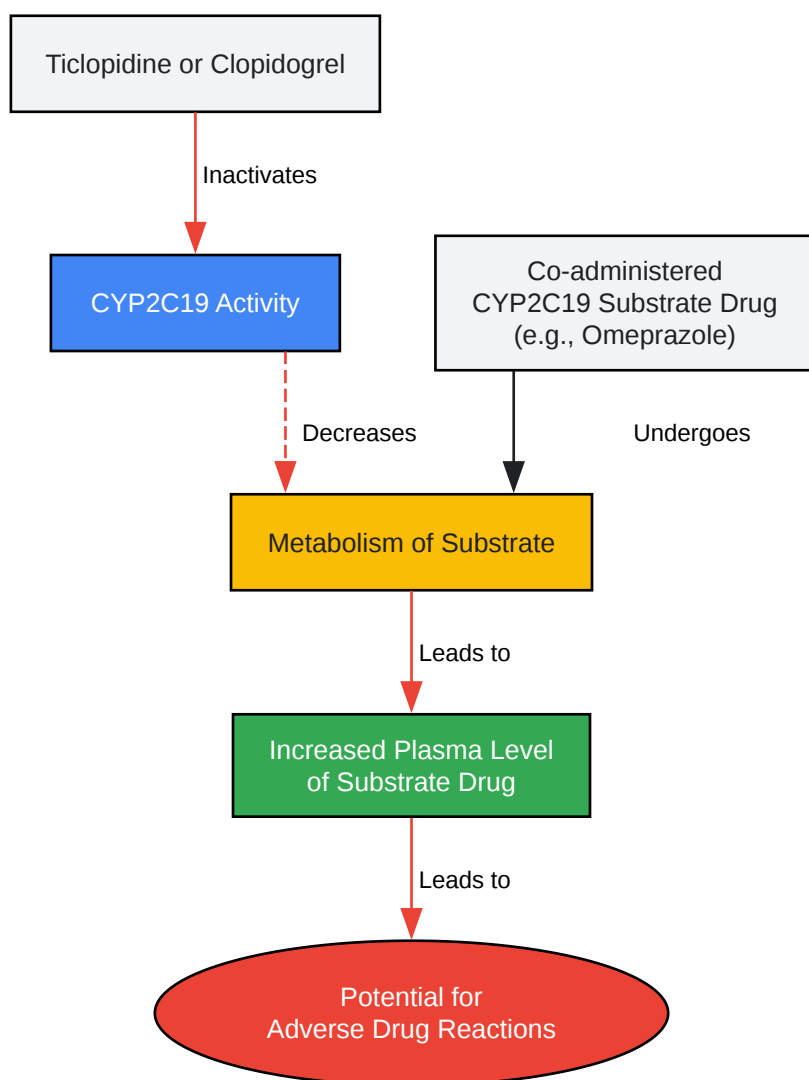 Ticlopidine or Clopidogrel
Inactivates
CYP2C19 Activity
Co-administered
CYP2C19 Substrate Drug
(e.g., Omeprazole)
Decreases
Undergoes
Metabolism of Substrate
Leads to
Increased Plasma Level
of Substrate Drug
Leads to
Potential for
Adverse Drug Reactions